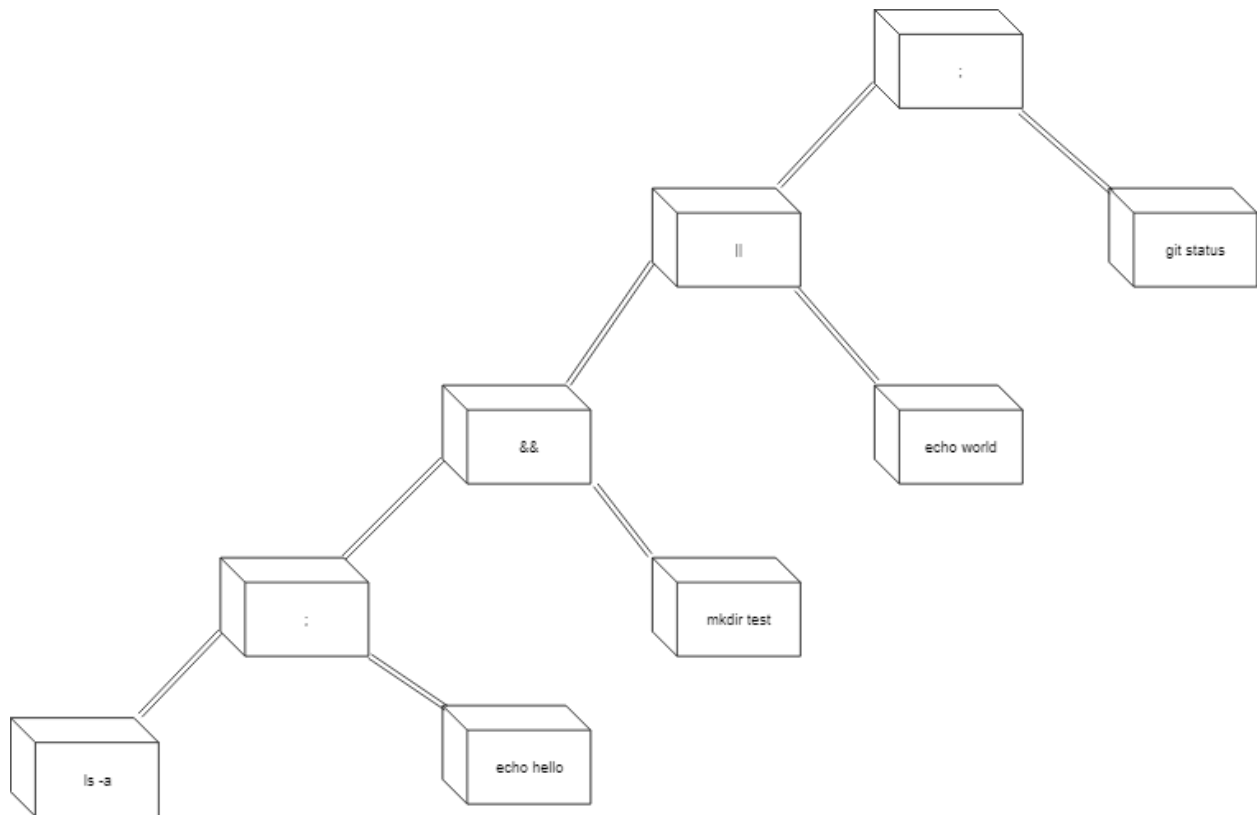 ;
||
git status
&&
echo world
;
mkdir test
ls -a
echo hello